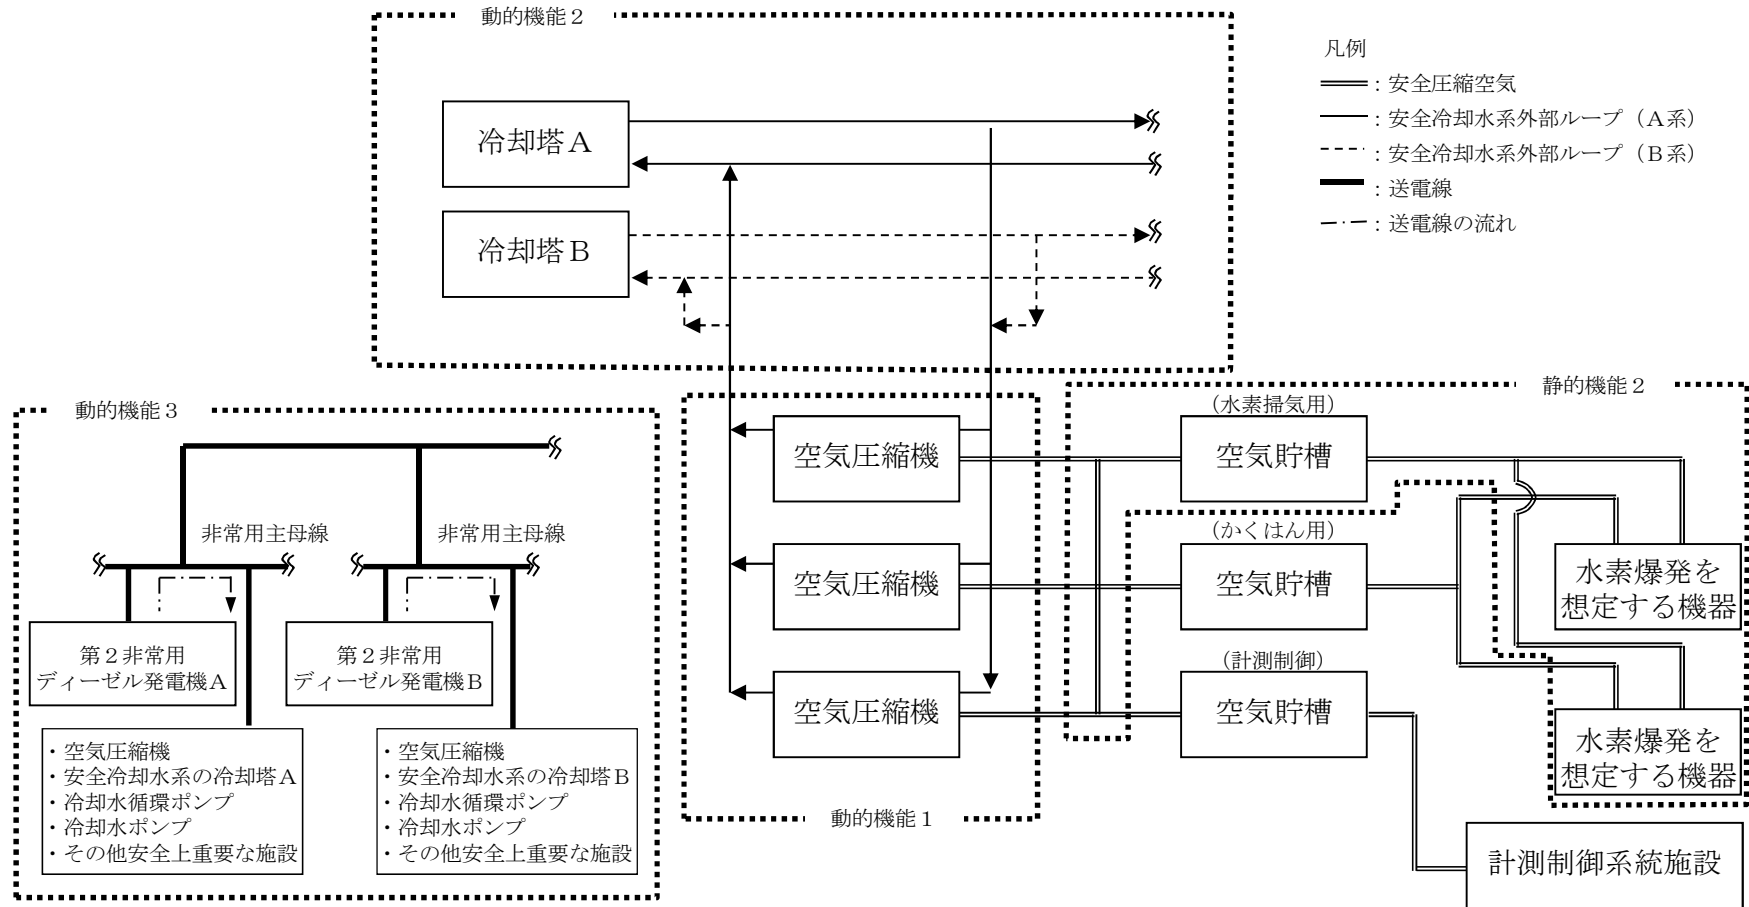 動的機能２
凡例
：安全圧縮空気
：安全冷却水系外部ループ（Ａ系）
：安全冷却水系外部ループ（Ｂ系）
：送電線
：送電線の流れ
冷却塔Ａ
冷却塔Ｂ
動的機能３
非常用主母線
非常用主母線
第２非常用
ディーゼル発電機Ａ
第２非常用
ディーゼル発電機Ｂ
・空気圧縮機
・安全冷却水系の冷却塔Ａ
・冷却水循環ポンプ
・冷却水ポンプ
・その他安全上重要な施設
・空気圧縮機
・安全冷却水系の冷却塔Ｂ
・冷却水循環ポンプ
・冷却水ポンプ
・その他安全上重要な施設
空気圧縮機
空気圧縮機
空気圧縮機
動的機能１
静的機能２
(水素掃気用)
空気貯槽
(かくはん用)
空気貯槽
(計測制御)
空気貯槽
水素爆発を
想定する機器
水素爆発を
想定する機器
計測制御系統施設